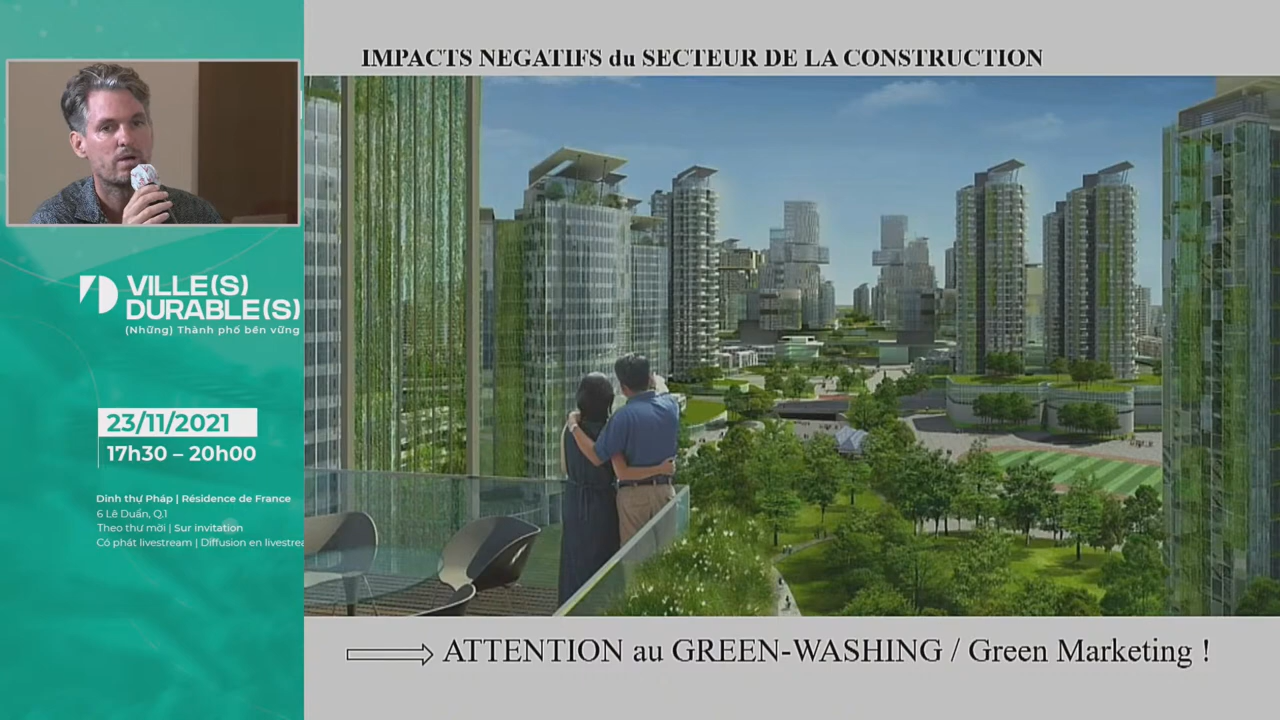 VILLE(S)
DURABLE(S)
(Những) Thành phố bền vững
23/11/2021
17h30 – 20h00
Dinh thự Pháp | Résidence de France
6 Lê Duẩn, Q.1
Theo thư mời | Sur invitation
Có phát livestream | Diffusion en livestrea
IMPACTS NEGATIFS du SECTEUR DE LA CONSTRUCTION
ATTENTION au GREEN-WASHING / Green Marketing !